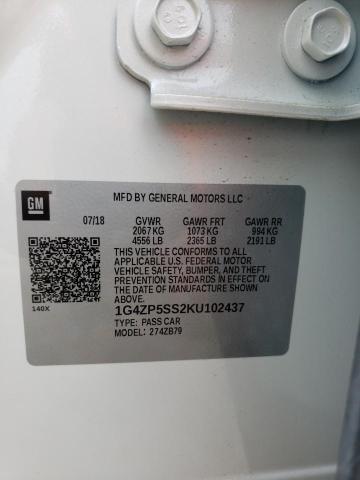 GM
MFD BY GENERAL MOTORS LLC
07/18 GVWR GAWR FRT GAWR RR
2067 KG 1073 KG 994 KG
4556 LB 2365 LB 2191 LB
THIS VEHICLE CONFORMS TO ALL
APPLICABLE U.S. FEDERAL MOTOR
VEHICLE SAFETY, BUMPER, AND THEFT
PREVENTION STANDARDS IN EFFECT ON
THE DATE OF MANUFACTURE SHOWN
ABOVE.
140X 1G4ZP5SS2KU102437
TYPE: PASS CAR
MODEL: 274ZB79